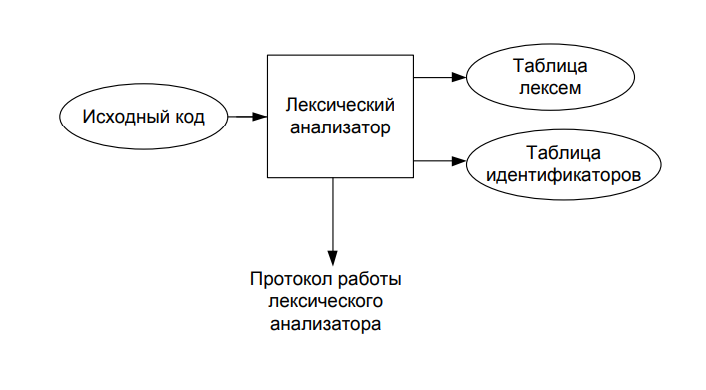 Исходный код
Лексический
анализатор
Таблица
лексем
Таблица
идентификаторов
Протокол работы
лексического
анализатора